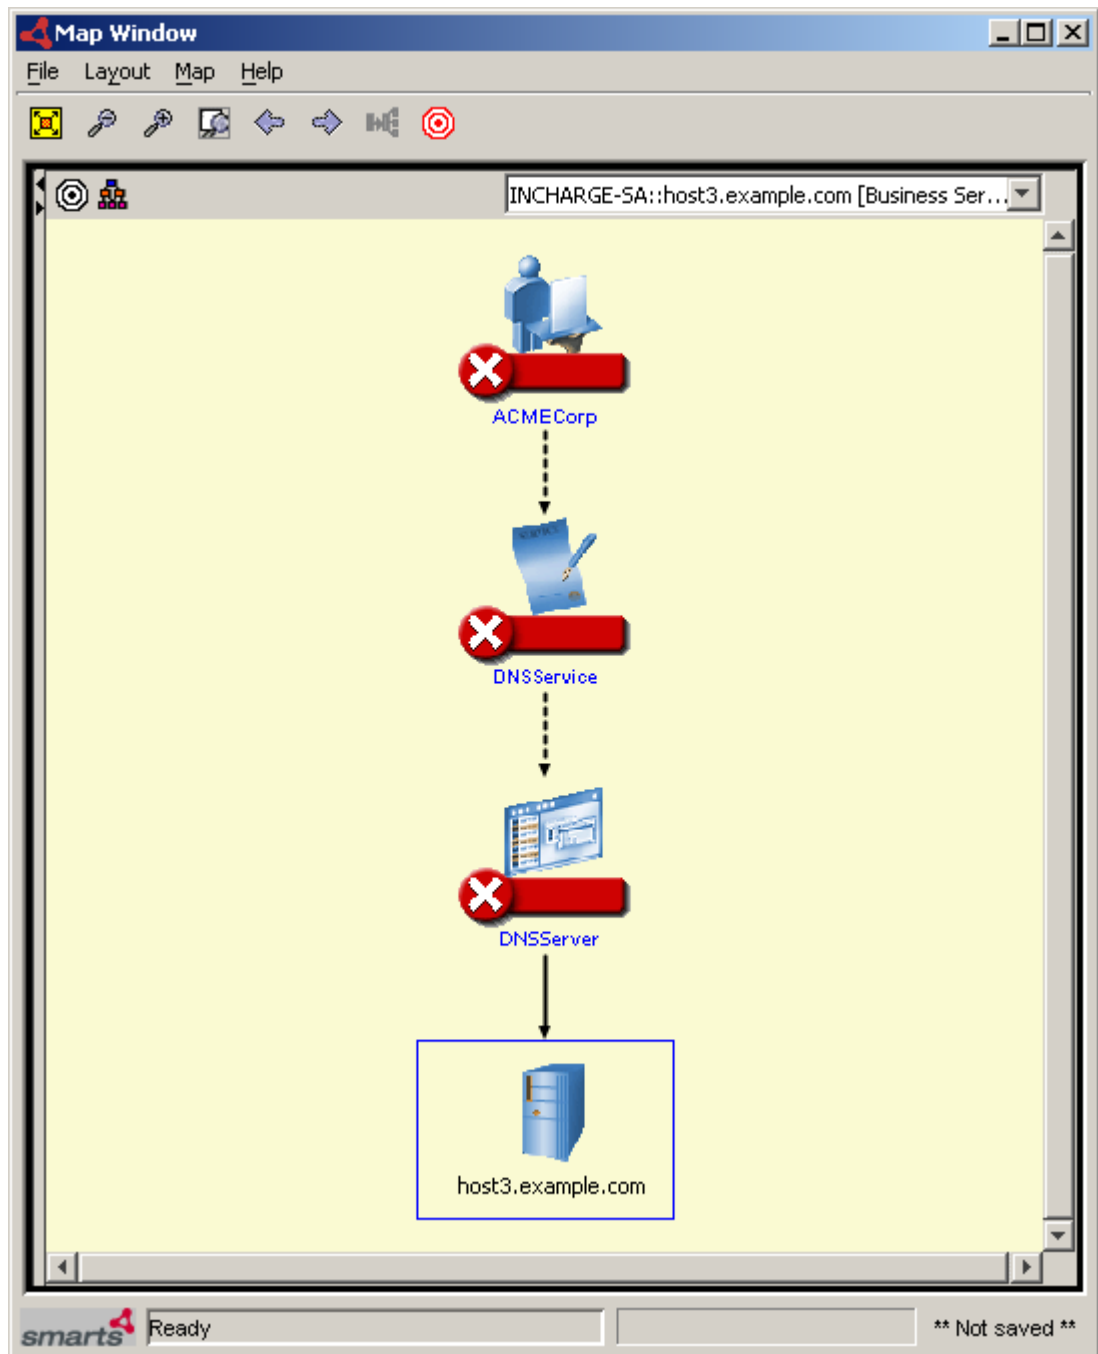 Map Window
File Layout Map Help
INCHARGE-SA::host3.example.com [Business Ser...
ACMECorp
DNSService
DNSServer
host3.example.com
smarts Ready ** Not saved **